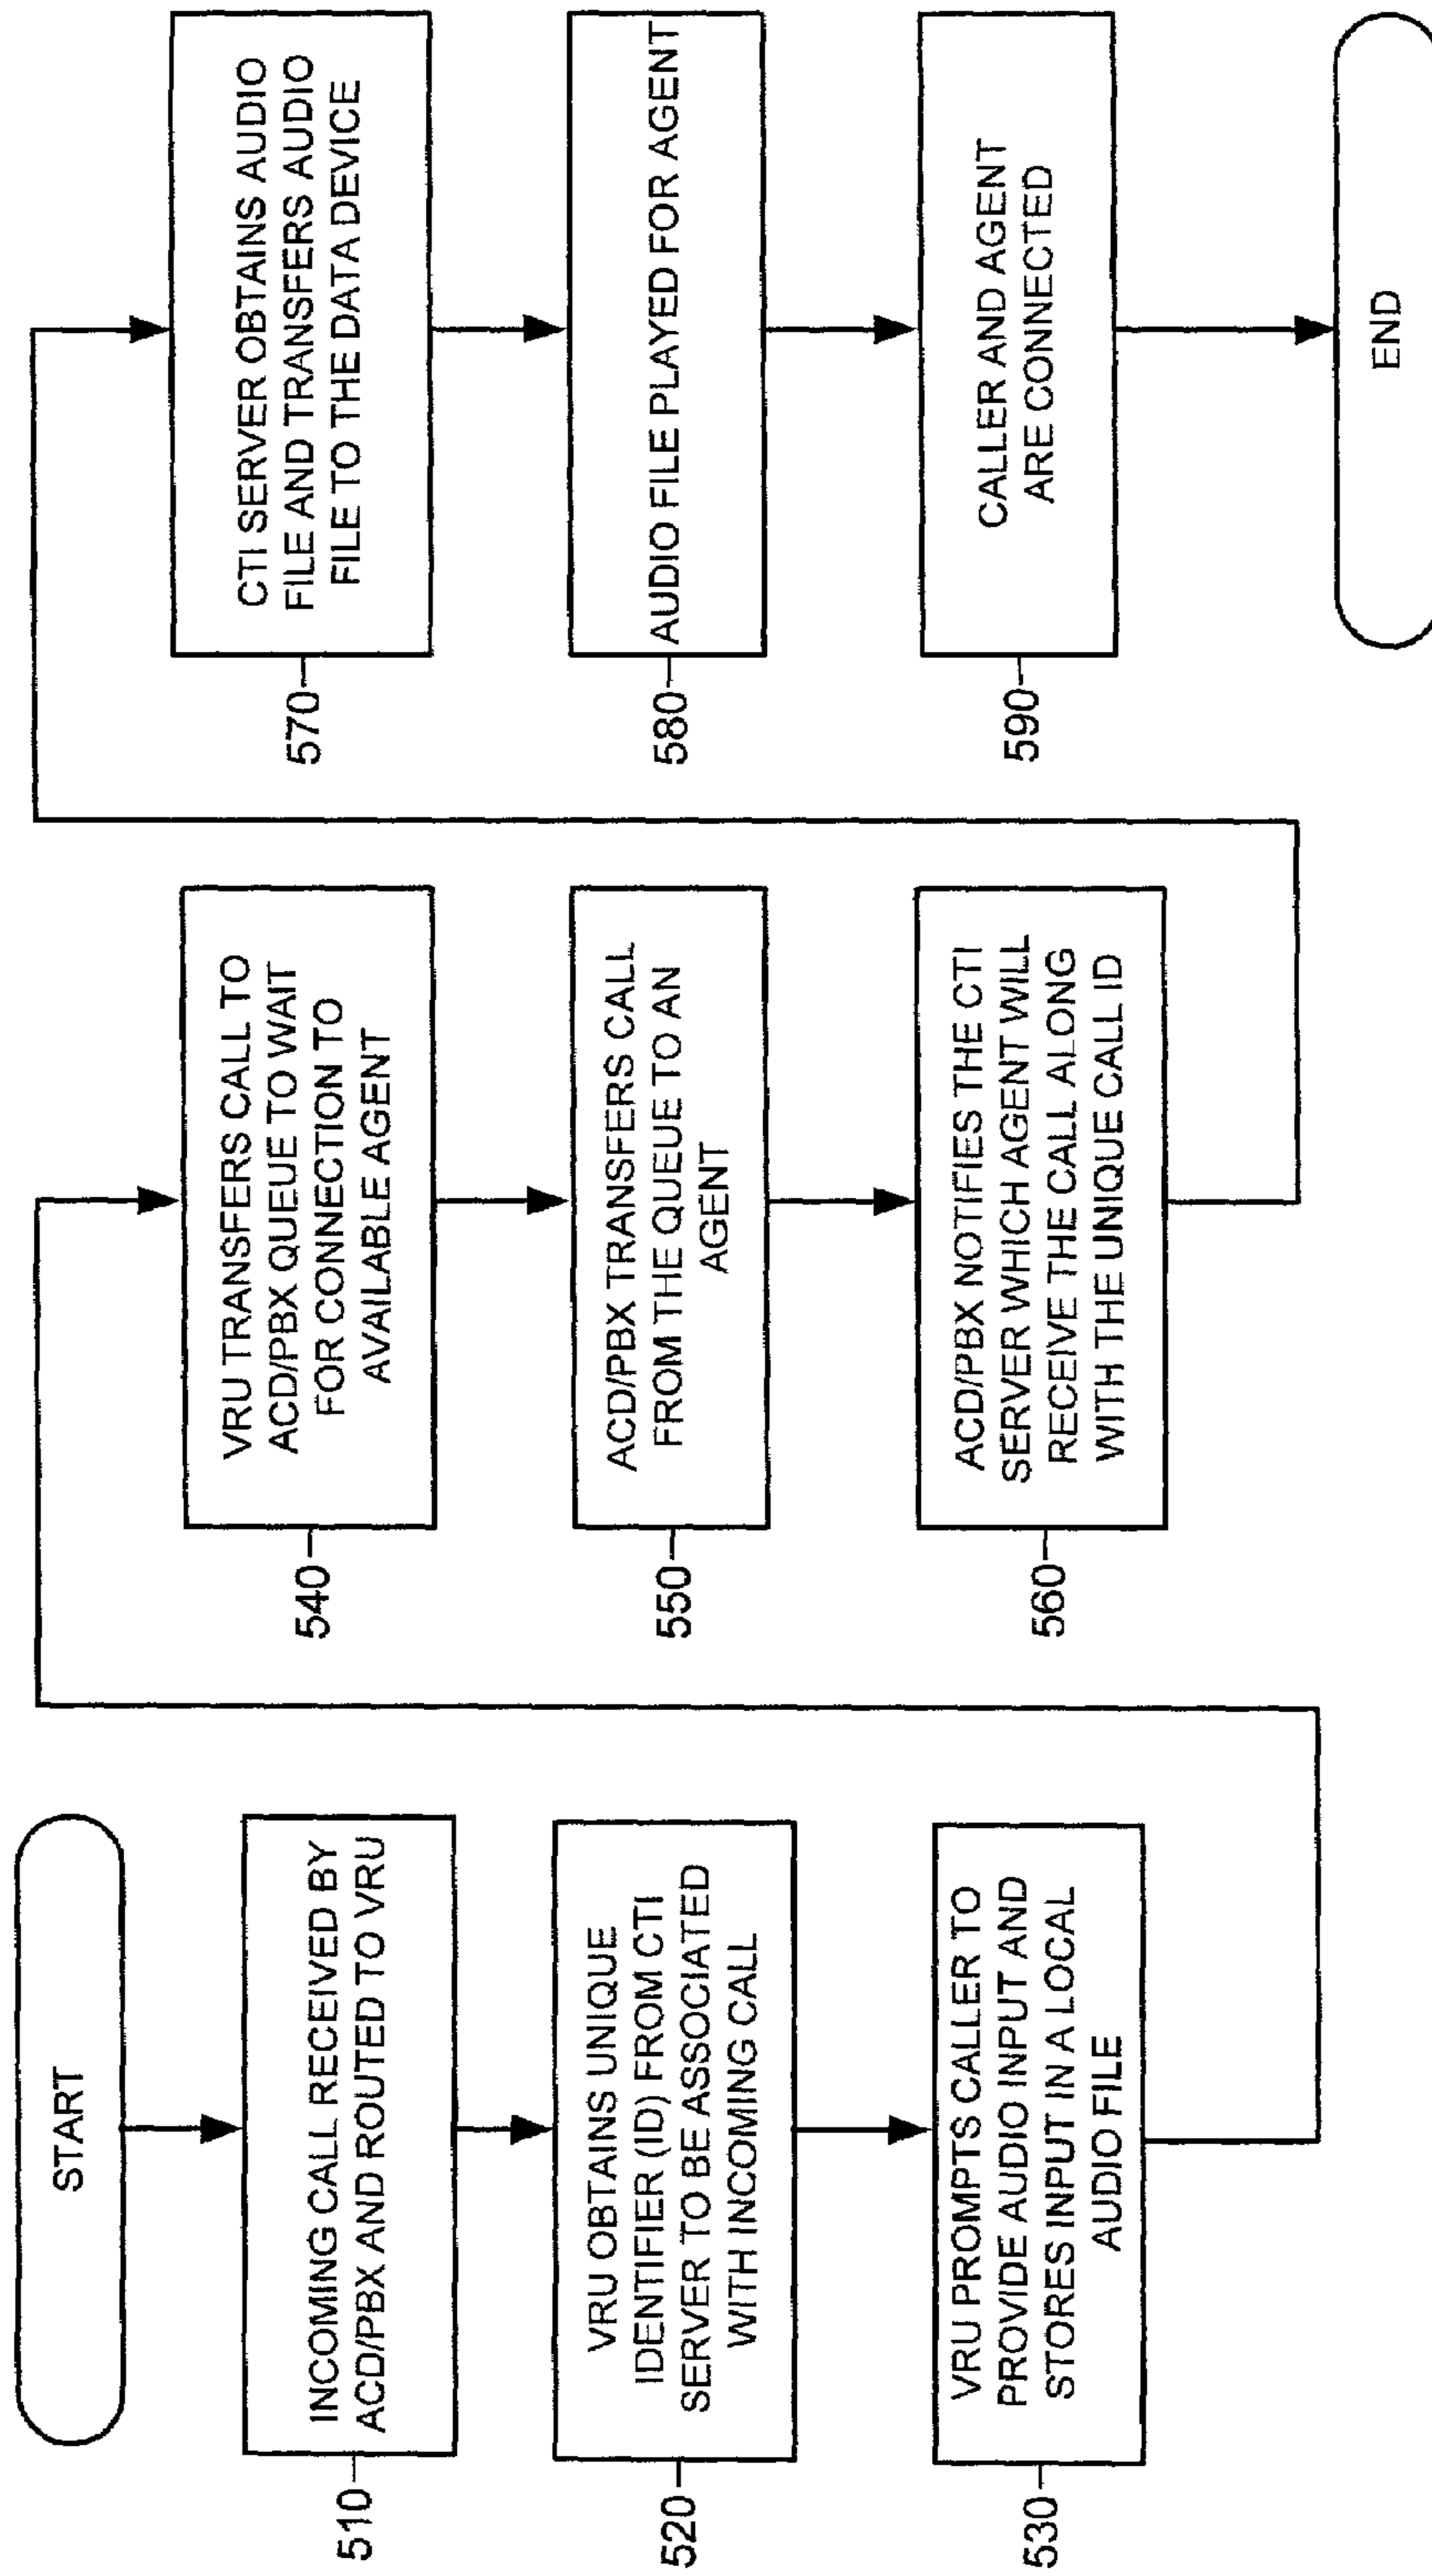 START
510
INCOMING CALL RECEIVED BY
ACD/PBX AND ROUTED TO VRU
520
VRU OBTAINS UNIQUE
IDENTIFIER (ID) FROM CTI
SERVER TO BE ASSOCIATED
WITH INCOMING CALL
530
VRU PROMPTS CALLER TO
PROVIDE AUDIO INPUT AND
STORES INPUT IN A LOCAL
AUDIO FILE
540
VRU TRANSFERS CALL TO
ACD/PBX QUEUE TO WAIT
FOR CONNECTION TO
AVAILABLE AGENT
550
ACD/PBX TRANSFERS CALL
FROM THE QUEUE TO AN
AGENT
560
ACD/PBX NOTIFIES THE CTI
SERVER WHICH AGENT WILL
RECEIVE THE CALL ALONG
WITH THE UNIQUE CALL ID
570
CTI SERVER OBTAINS AUDIO
FILE AND TRANSFERS AUDIO
FILE TO THE DATA DEVICE
580
AUDIO FILE PLAYED FOR AGENT
590
CALLER AND AGENT
ARE CONNECTED
END